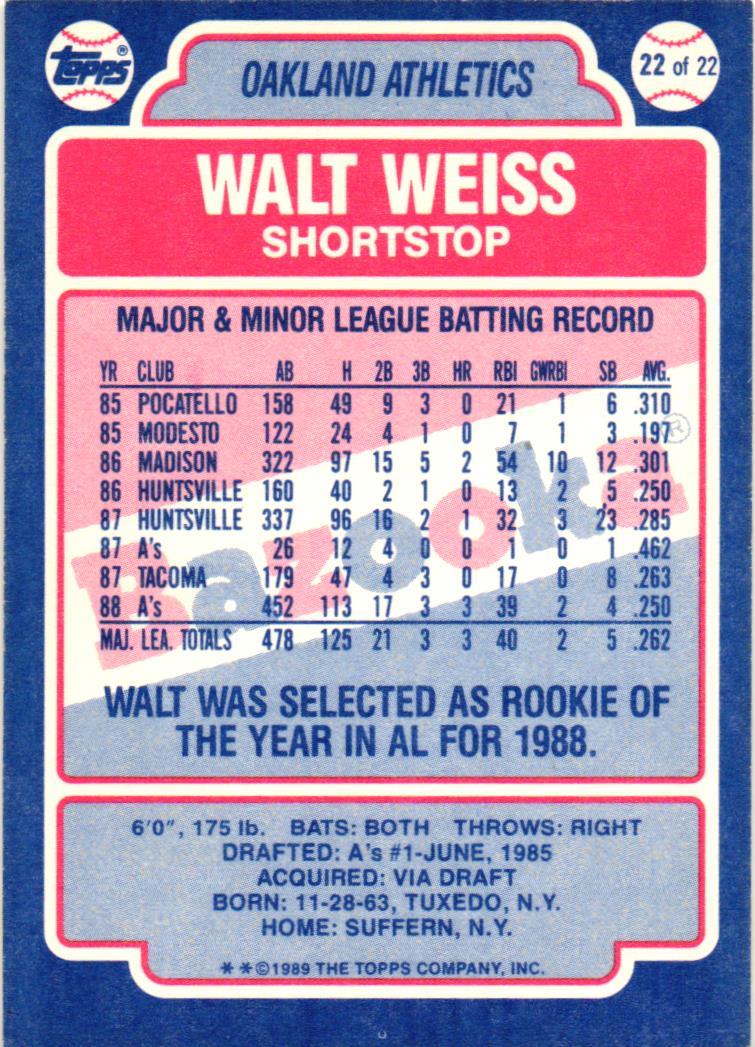 Topps®
OAKLAND ATHLETICS
22 of 22
WALT WEISS
SHORTSTOP
MAJOR & MINOR LEAGUE BATTING RECORD
YR CLUB AB H 2B 3B HR RBI GWRBI SB AVG.
85 POCATELLO 158 49 9 3 0 21 1 6 .310
85 MODESTO 122 24 4 1 0 7 1 3 .197
86 MADISON 322 97 15 5 2 54 10 12 .301
86 HUNTSVILLE 160 40 2 1 0 13 2 5 .250
87 HUNTSVILLE 337 96 16 2 1 32 3 23 .285
87 A's 26 12 4 0 0 1 0 1 .462
87 TACOMA 179 47 4 3 0 17 0 8 .263
88 A's 452 113 17 3 3 39 2 4 .250
MAJ. LEA. TOTALS 478 125 21 3 3 40 2 5 .262
Bazooka®
WALT WAS SELECTED AS ROOKIE OF
THE YEAR IN AL FOR 1988.
6'0", 175 lb. BATS: BOTH THROWS: RIGHT
DRAFTED: A's #1-JUNE, 1985
ACQUIRED: VIA DRAFT
BORN: 11-28-63, TUXEDO, N.Y.
HOME: SUFFERN, N.Y.
* *©1989 THE TOPPS COMPANY, INC.